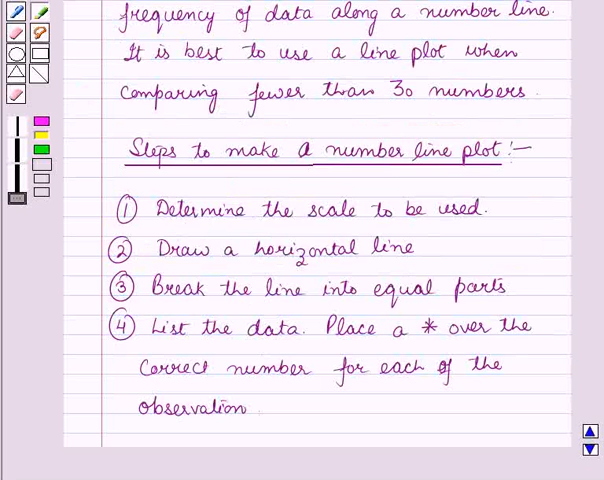 frequency of data along a number line.
It is best to use a line plot when
comparing fewer than 30 numbers.
Steps to make a number line plot:-
① Determine the scale to be used.
② Draw a horizontal line
③ Break the line into equal parts
④ List the data. Place a * over the
correct number for each of the
observation.